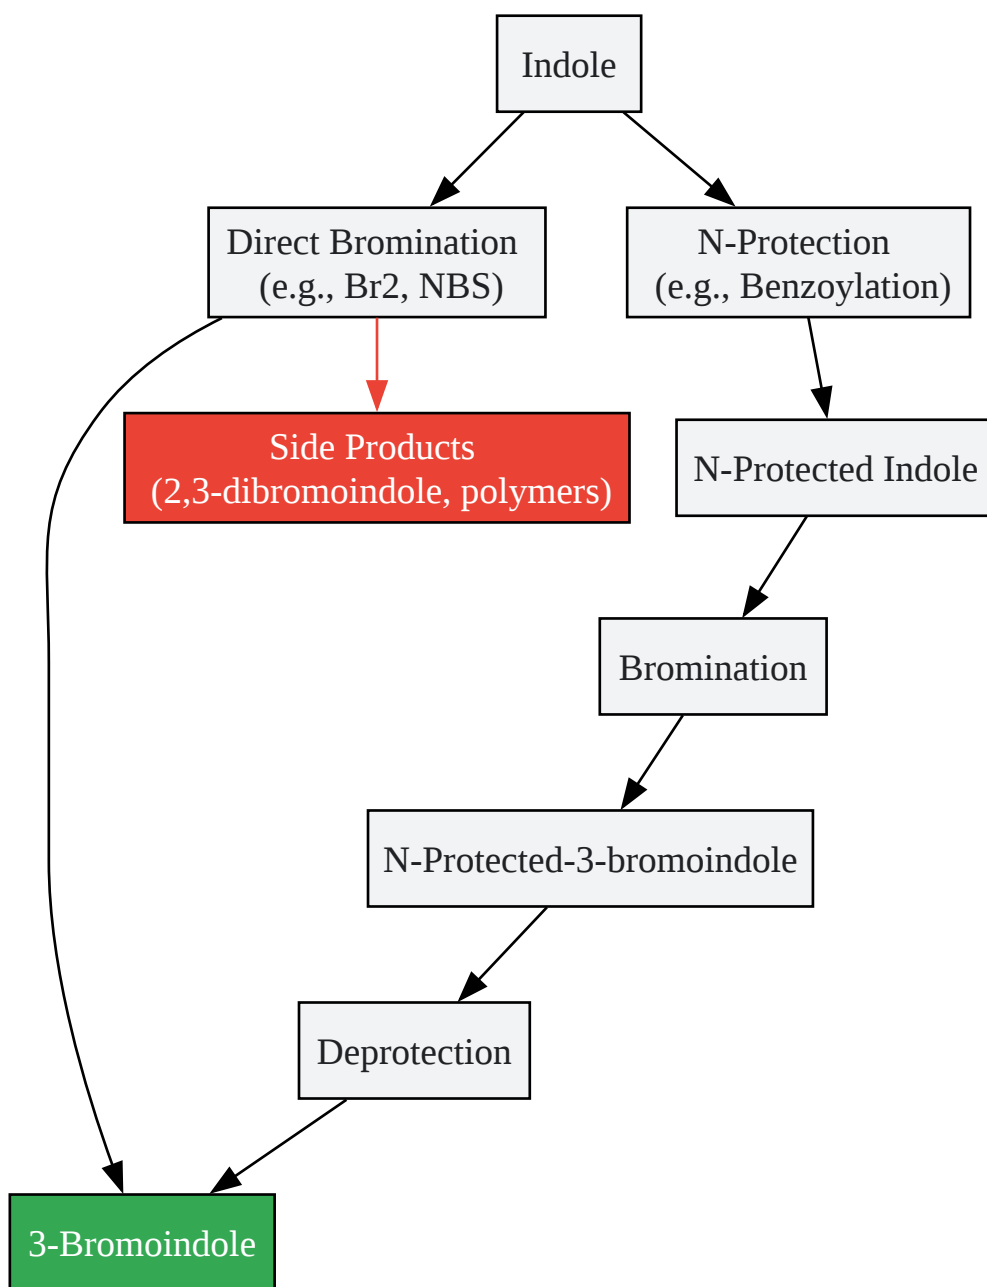 Indole
Direct Bromination
(e.g., Br2, NBS)
N-Protection
(e.g., Benzoylation)
Side Products
(2,3-dibromoindole, polymers)
N-Protected Indole
Bromination
N-Protected-3-bromoindole
Deprotection
3-Bromoindole